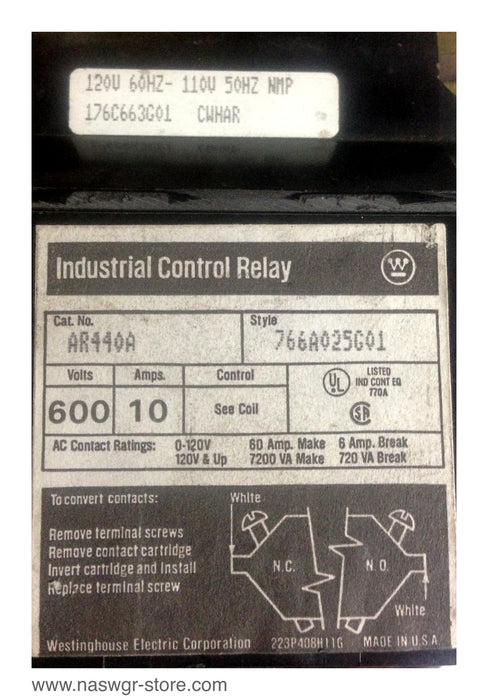 120V 60HZ- 110V 50HZ NMP
176C663G01 CWHAR
Industrial Control Relay W
Cat. No. Style
AR440A 766A025G01
Volts Amps. Control
600 10 See Coil
UL LISTED
IND CONT EQ
770A
SA
AC Contact Ratings: 0-120V 60 Amp. Make 6 Amp. Break
120V & Up 7200 VA Make 720 VA Break
To convert contacts:
Remove terminal screws
Remove contact cartridge
Invert cartridge and Install
Replace terminal screw
White
N.C. N.O.
White
Westinghouse Electric Corporation 223P408H11G MADE IN U.S.A
www.naswgr-store.com